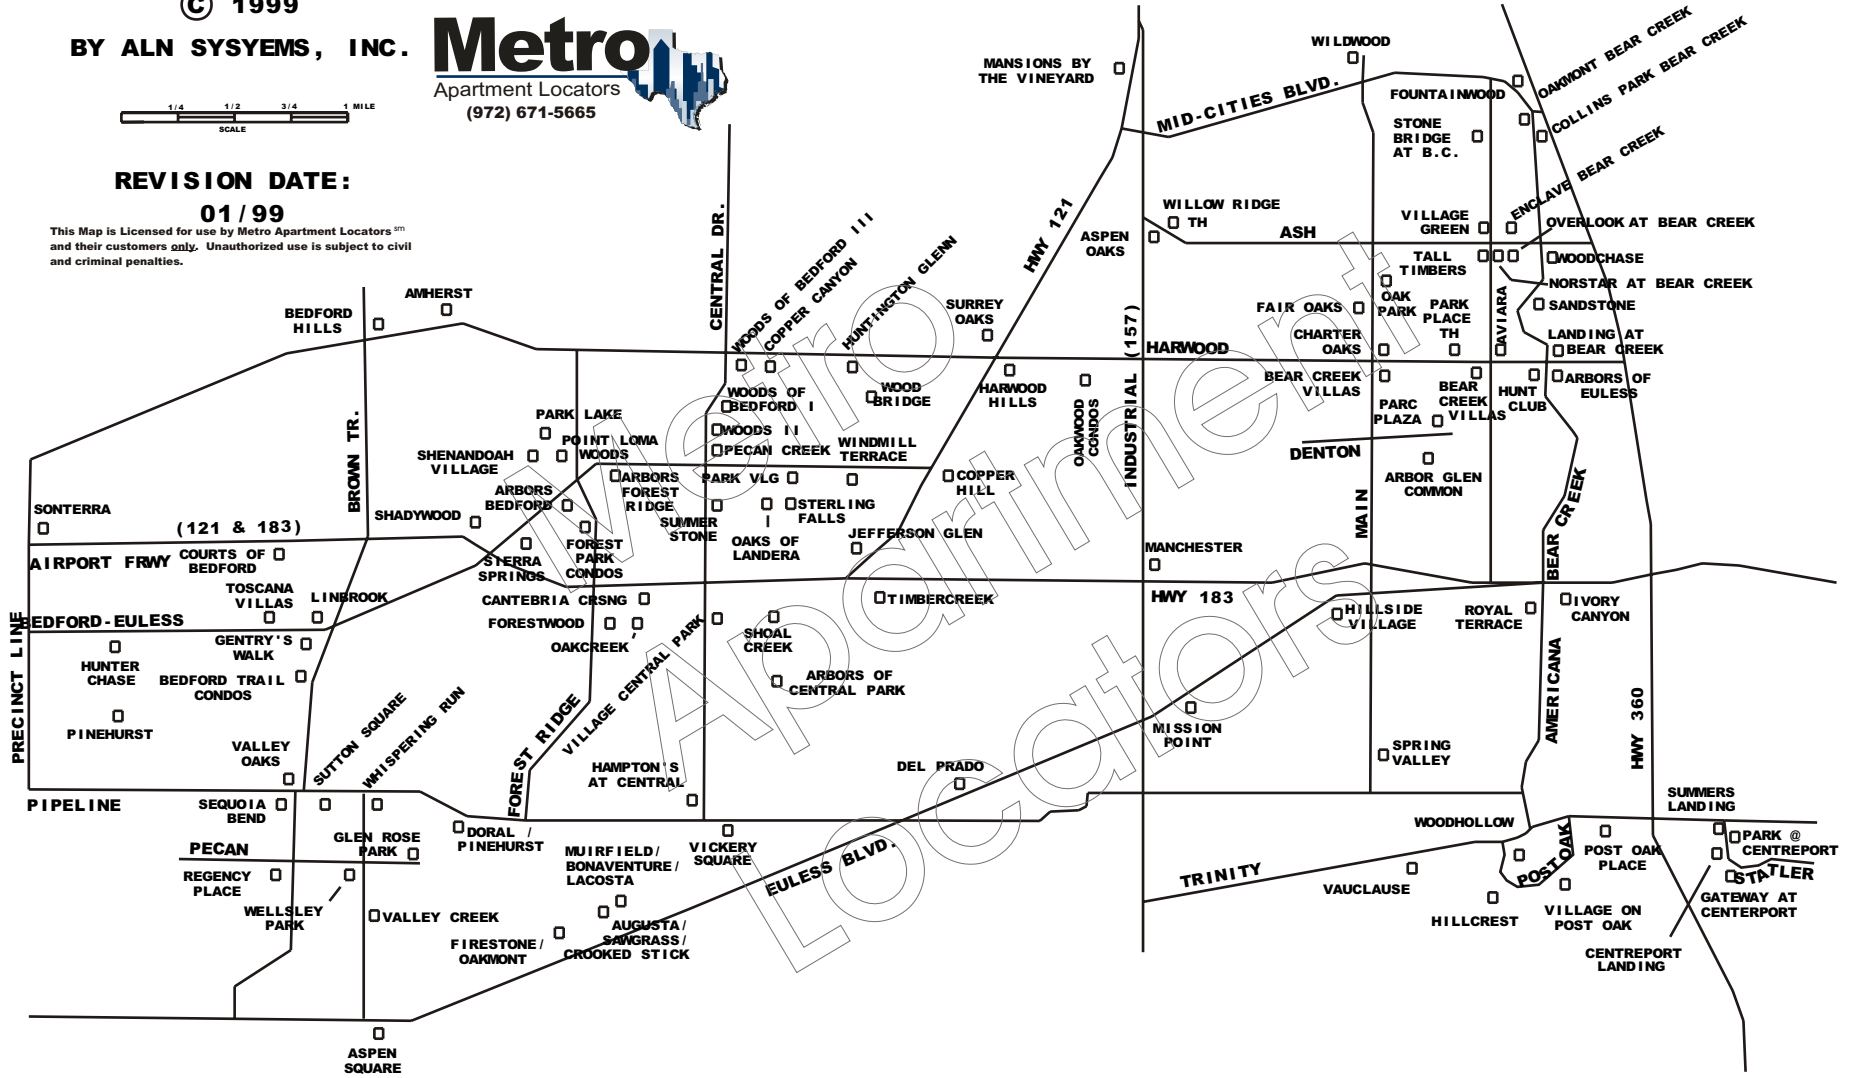 © 1999
BY ALN SYSYEMS, INC.
Metro
Apartment Locators
(972) 671-5665
1/4 1/2 3/4 1 MILE
SCALE
REVISION DATE:
01/99
This Map is Licensed for use by Metro Apartment Locators sm
and their customers only. Unauthorized use is subject to civil
and criminal penalties.
MANSIONS BY
THE VINEYARD
WILDWOOD
MID-CITIES BLVD.
OAKMONT BEAR CREEK
COLLINS PARK BEAR CREEK
FOUNTAINWOOD
STONE
BRIDGE
AT B.C.
ENCLAVE BEAR CREEK
WILLOW RIDGE
TH
ASPEN
OAKS
ASH
VILLAGE
GREEN
OVERLOOK AT BEAR CREEK
TALL
TIMBERS
WOODCHASE
NORSTAR AT BEAR CREEK
SANDSTONE
FAIR OAKS
OAK
PARK
PARK
PLACE
TH
AVIARA
CHARTER
OAKS
LANDING AT
BEAR CREEK
HARWOOD
HWY 121
INDUSTRIAL (157)
CENTRAL DR.
WOODS OF BEDFORD III
COPPER CANYON
HUNTINGTON GLENN
SURREY
OAKS
AMHERST
BEDFORD
HILLS
BROWN TR.
WOODS OF
BEDFORD I
WOOD
BRIDGE
HARWOOD
HILLS
OAKWOOD
CONDOS
BEAR CREEK
VILLAS
PARC
PLAZA
BEAR
CREEK
VILLAS
HUNT
CLUB
ARBORS OF
EULESS
PARK LAKE
POINT LOMA
WOODS
SHENANDOAH
VILLAGE
WOODS II
PECAN CREEK
WINDMILL
TERRACE
DENTON
ARBOR GLEN
COMMON
MAIN
BEAR CREEK
ARBORS
BEDFORD
ARBORS
FOREST
RIDGE
PARK VLG
COPPER
HILL
SHADYWOOD
SUMMER
STONE
STERLING
FALLS
OAKS OF
LANDERA
JEFFERSON GLEN
SONTERRA
(121 & 183)
AIRPORT FRWY
COURTS OF
BEDFORD
SIERRA
SPRINGS
FOREST
PARK
CONDOS
MANCHESTER
TOSCANA
VILLAS
LINBROOK
CANTEBRIA CRSNG
TIMBERCREEK
HWY 183
HILLSIDE
VILLAGE
ROYAL
TERRACE
IVORY
CANYON
BEDFORD-EULESS
PRECINCT LINE
FORESTWOOD
OAKCREEK
SHOAL
CREEK
GENTRY'S
WALK
HUNTER
CHASE
BEDFORD TRAIL
CONDOS
VILLAGE CENTRAL PARK
ARBORS OF
CENTRAL PARK
AMERICANA
HWY 360
PINEHURST
VALLEY
OAKS
SUTTON SQUARE
WHISPERING RUN
FOREST RIDGE
MISSION
POINT
SPRING
VALLEY
HAMPTON'S
AT CENTRAL
DEL PRADO
PIPELINE
SEQUOIA
BEND
GLEN ROSE
PARK
DORAL /
PINEHURST
VICKERY
SQUARE
SUMMERS
LANDING
WOODHOLLOW
POST OAK
POST OAK
PLACE
PARK @
CENTREPORT
STATLER
PECAN
REGENCY
PLACE
MUIRFIELD/
BONAVENTURE/
LACOSTA
EULESS BLVD.
TRINITY
VAUCLAUSE
WELLSLEY
PARK
VALLEY CREEK
AUGUSTA/
SAWGRASS/
CROOKED STICK
FIRESTONE/
OAKMONT
HILLCREST
VILLAGE ON
POST OAK
GATEWAY AT
CENTERPORT
CENTREPORT
LANDING
ASPEN
SQUARE
Metro
Apartment
Locators